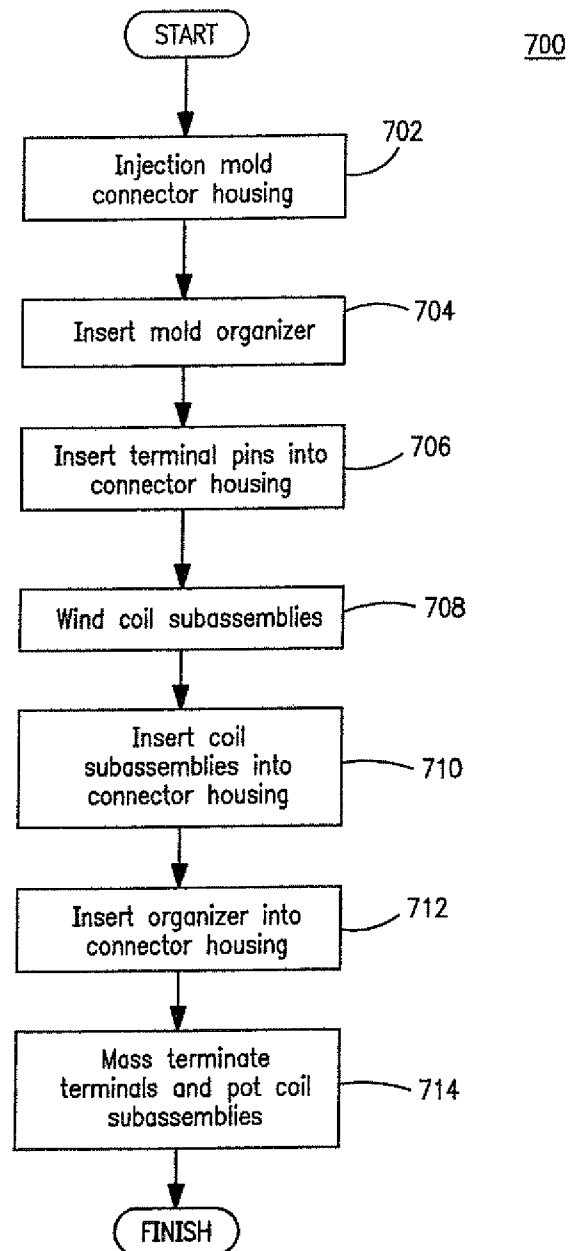 START
700
Injection mold
connector housing
702
Insert mold organizer
704
Insert terminal pins into
connector housing
706
Wind coil subassemblies
708
Insert coil
subassemblies into
connector housing
710
Insert organizer into
connector housing
712
Mass terminate
terminals and pot coil
subassemblies
714
FINISH